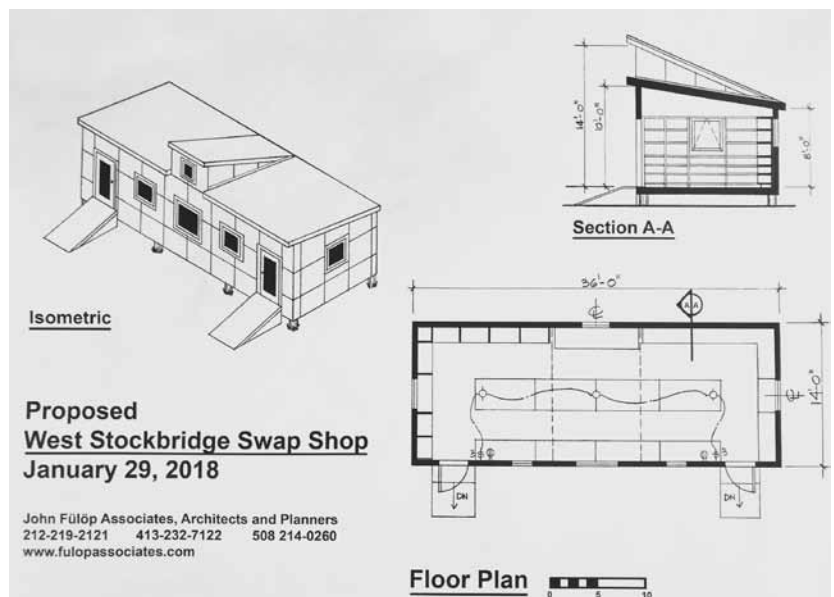 Isometric
Proposed
West Stockbridge Swap Shop
January 29, 2018
John Fülöp Associates, Architects and Planners
212-219-2121 413-232-7122 508 214-0260
www.fulopassociates.com
14'-0"
10'-0"
8'-0"
Section A-A
36'-0"
A-A
14'-0"
3
3
DN
DN
Floor Plan
0 5 10